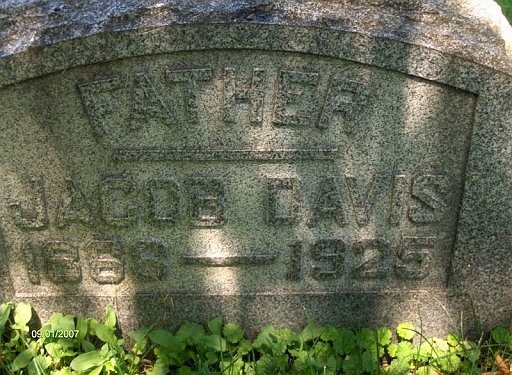 FATHER
JACOB DAVIS
1868 — 1925
09/01/2007